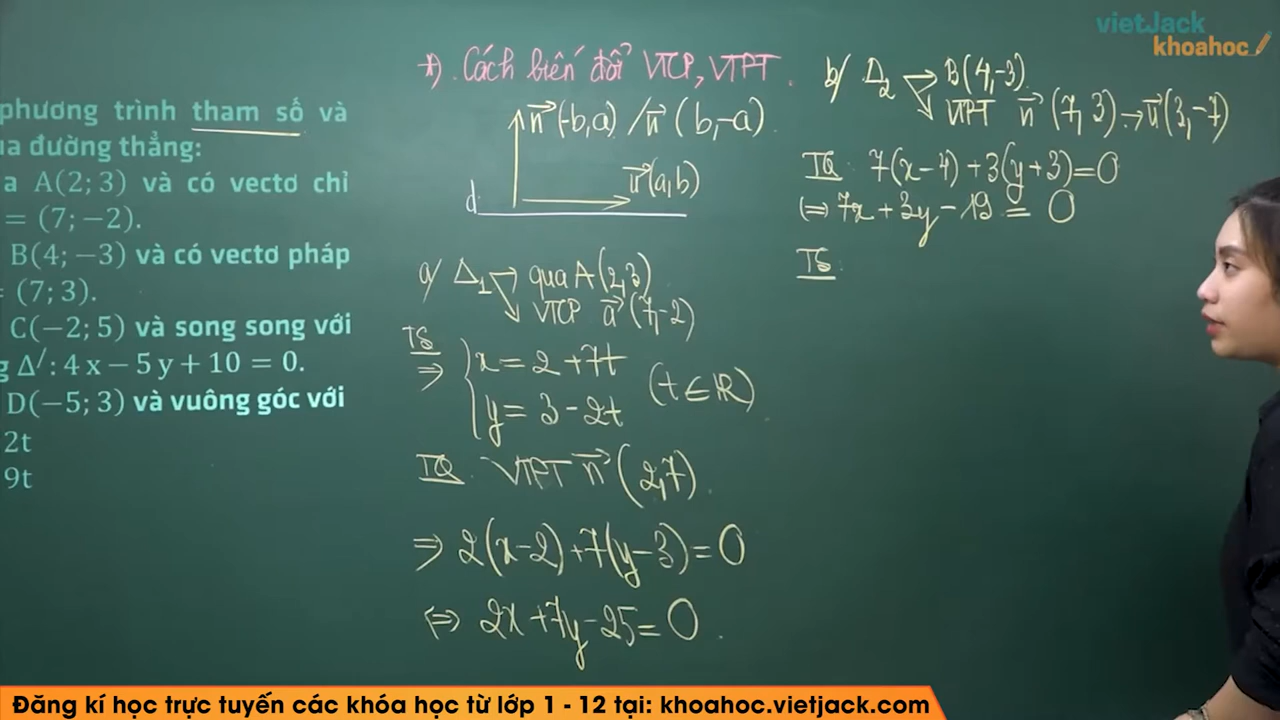 vietJack
khoahoc
phương trình tham số và
ua đường thẳng:
a A(2; 3) và có vectơ chỉ
= (7; −2).
B(4; −3) và có vectơ pháp
= (7; 3).
C(−2; 5) và song song với
g Δ′: 4x − 5y + 10 = 0.
D(−5; 3) và vuông góc với
2t
9t
*) Cách biến đổi VTCP, VTPT.
n⃗(-b,a) / n⃗ (b,-a)
u⃗(a,b)
d
a/ Δ₁ qua A(2,3)
VTCP a⃗ (7,-2)
TS
⇒ { x = 2 + 7t
y = 3 - 2t (t ∈ R)
TQ. VTPT n⃗ (2,7).
⇒ 2(x-2)+7(y-3)=0
⇔ 2x+7y-25=0.
b/ Δ₂ B(4,-3)
VTPT n⃗ (7,3) → u⃗(3,-7)
TQ: 7(x-4)+3(y+3)=0
⇔ 7x+3y-19=0
TS:
Đăng kí học trực tuyến các khóa học từ lớp 1 - 12 tại: khoahoc.vietjack.com